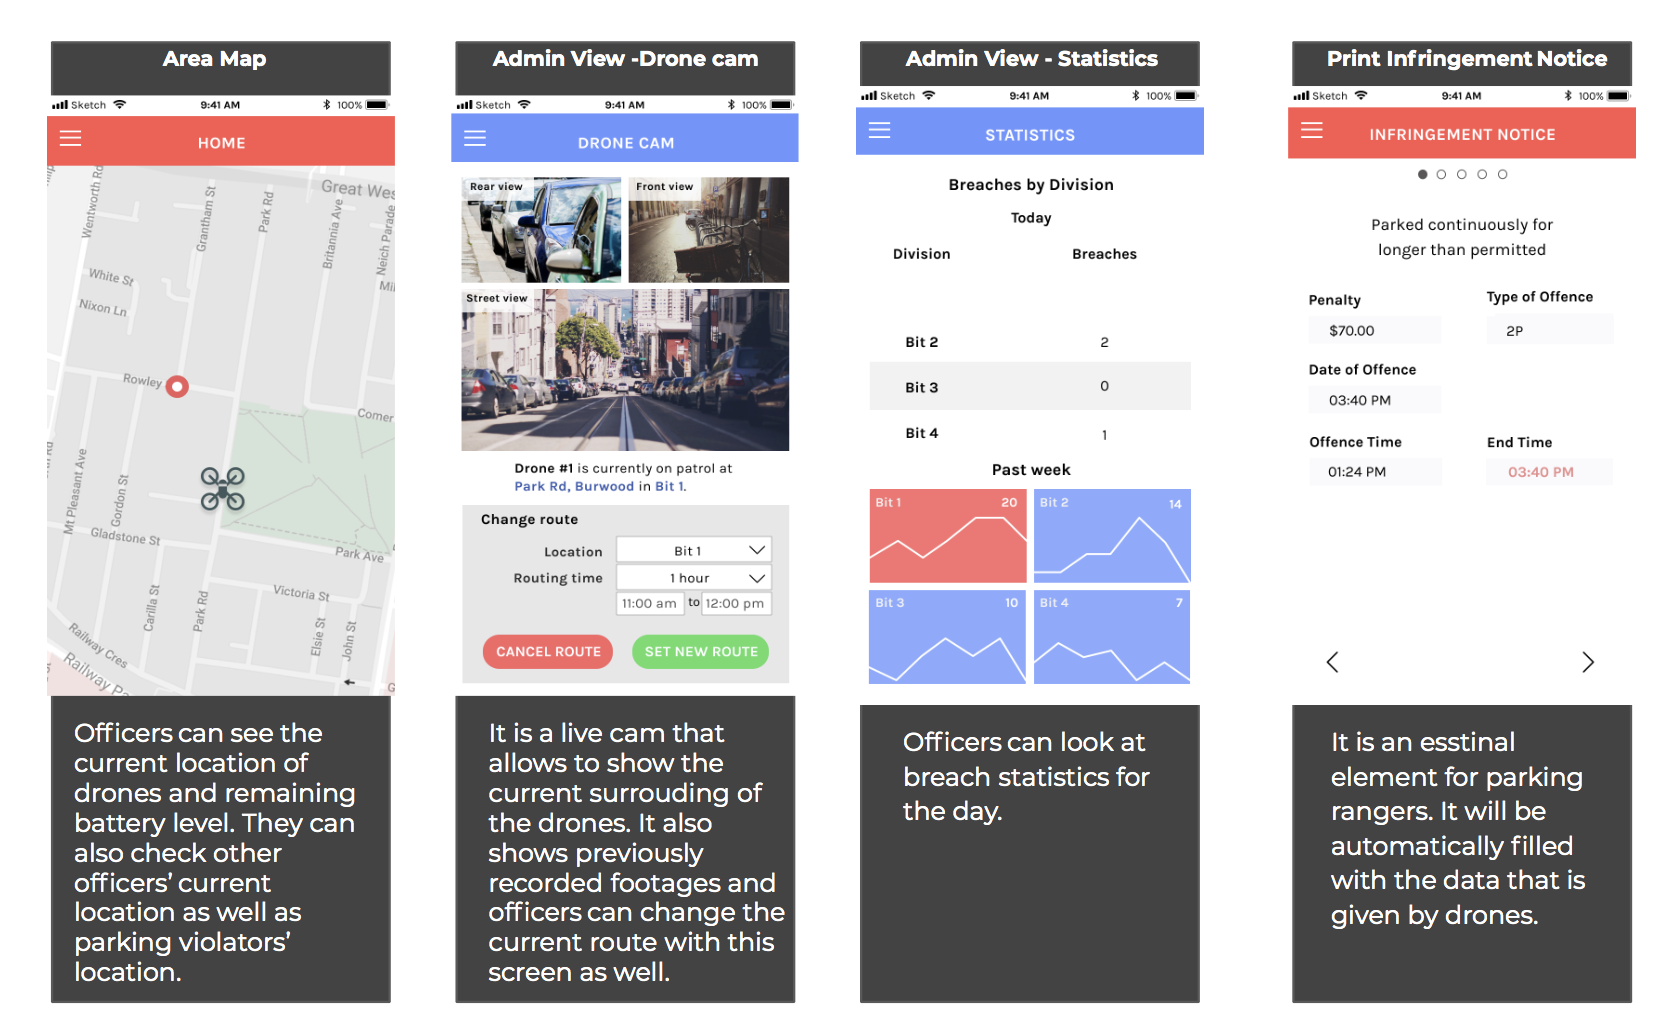 Area Map
Sketch
9:41 AM
100%
HOME
Wentworth Rd
Grantham St
Park Rd
Great Wes
Britannia Ave
Neich Parade
White St
Nixon Ln
Rowley
Comer
Mt Pleasant Ave
Gordon St
Gladstone St
Park Ave
Carilla St
Park Rd
Victoria St
Elsie St
John St
Railway Cres
Railway Pa
Officers can see the
current location of
drones and remaining
battery level. They can
also check other
officers’ current
location as well as
parking violators’
location.
Admin View -Drone cam
Sketch
9:41 AM
100%
DRONE CAM
Rear view
Front view
Street view
Drone #1 is currently on patrol at
Park Rd, Burwood in Bit 1.
Change route
Location Bit 1
Routing time 1 hour
11:00 am to 12:00 pm
CANCEL ROUTE SET NEW ROUTE
It is a live cam that
allows to show the
current surrouding of
the drones. It also
shows previously
recorded footages and
officers can change the
current route with this
screen as well.
Admin View - Statistics
Sketch
9:41 AM
100%
STATISTICS
Breaches by Division
Today
Division Breaches
Bit 2 2
Bit 3 0
Bit 4 1
Past week
Bit 1 20
Bit 2 14
Bit 3 10
Bit 4 7
Officers can look at
breach statistics for
the day.
Print Infringement Notice
Sketch
9:41 AM
100%
INFRINGEMENT NOTICE
Parked continuously for
longer than permitted
Penalty
$70.00
Type of Offence
2P
Date of Offence
03:40 PM
Offence Time
01:24 PM
End Time
03:40 PM
It is an esstinal
element for parking
rangers. It will be
automatically filled
with the data that is
given by drones.